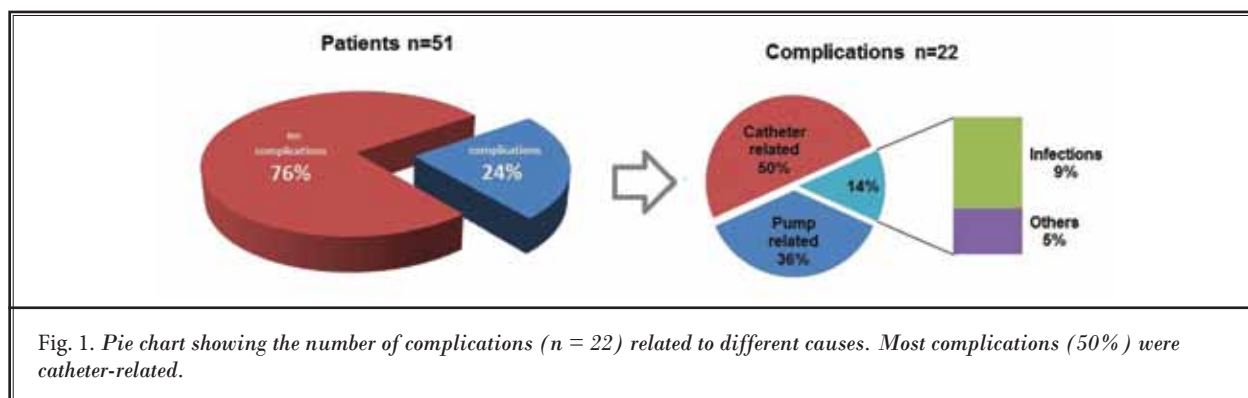 Patients n=51
no
complications
76%
complications
24%
Complications n=22
Catheter
related
50%
14%
Pump
related
36%
Infections
9%
Others
5%
Fig. 1. Pie chart showing the number of complications (n = 22) related to different causes. Most complications (50%) were
catheter-related.